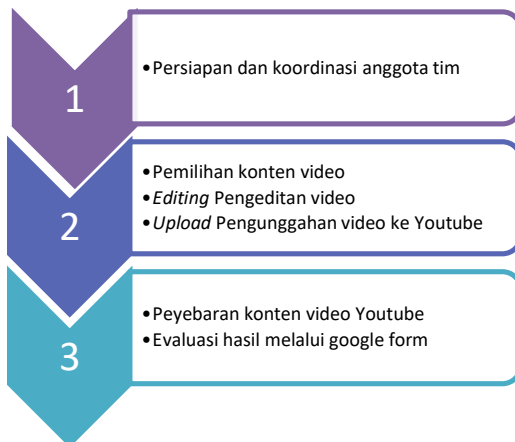 1
•Persiapan dan koordinasi anggota tim
2
•Pemilihan konten video
•Editing Pengeditan video
•Upload Pengunggahan video ke Youtube
3
•Peyebaran konten video Youtube
•Evaluasi hasil melalui google form